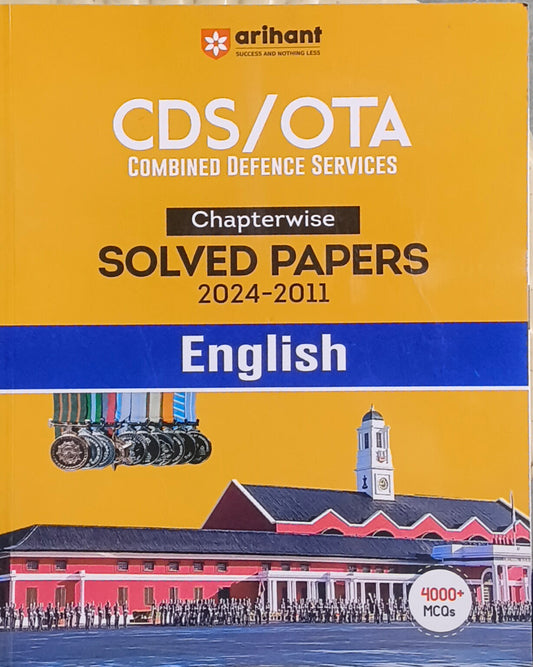 arihant
SUCCESS AND NOTHING LESS
CDS/OTA
COMBINED DEFENCE SERVICES
Chapterwise
SOLVED PAPERS
2024-2011
English
4000+
MCQs